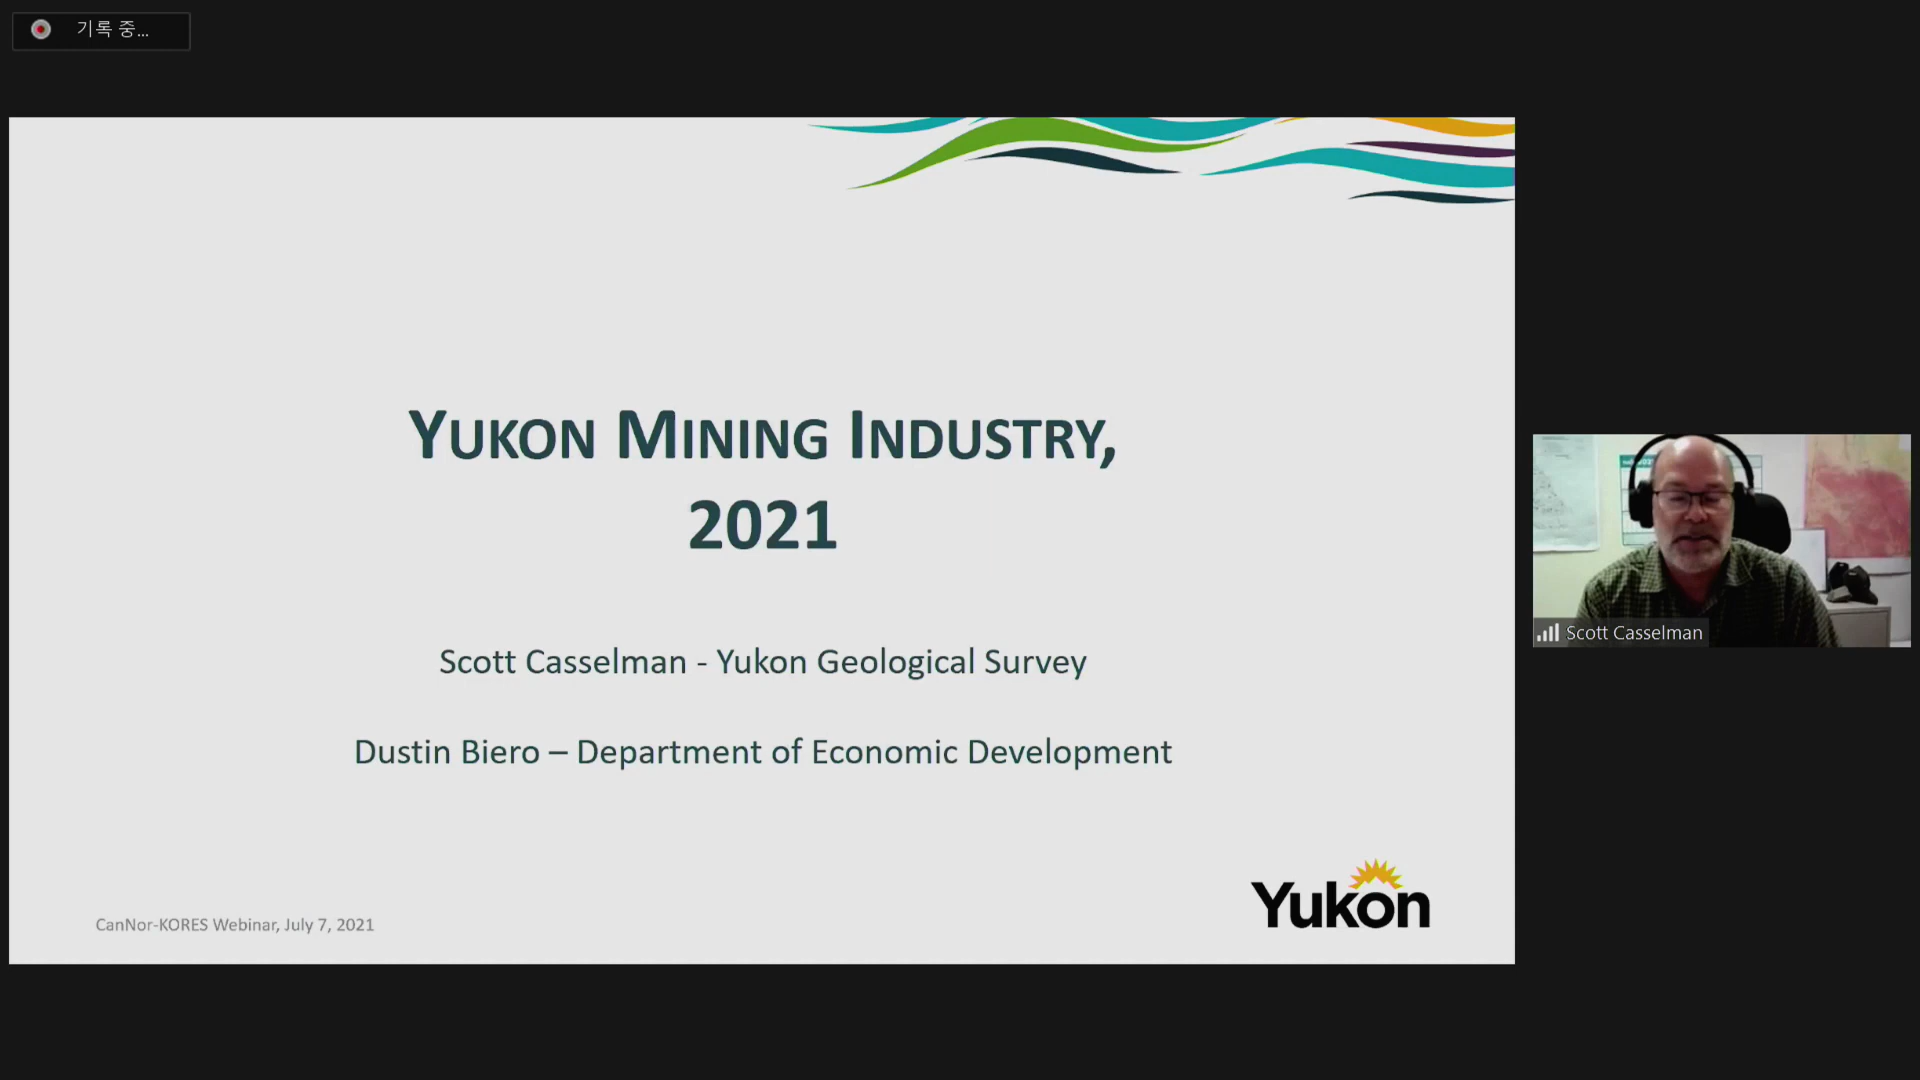 기록 중...
YUKON MINING INDUSTRY,
2021
Scott Casselman - Yukon Geological Survey
Dustin Biero – Department of Economic Development
CanNor-KORES Webinar, July 7, 2021
Yukon
Scott Casselman